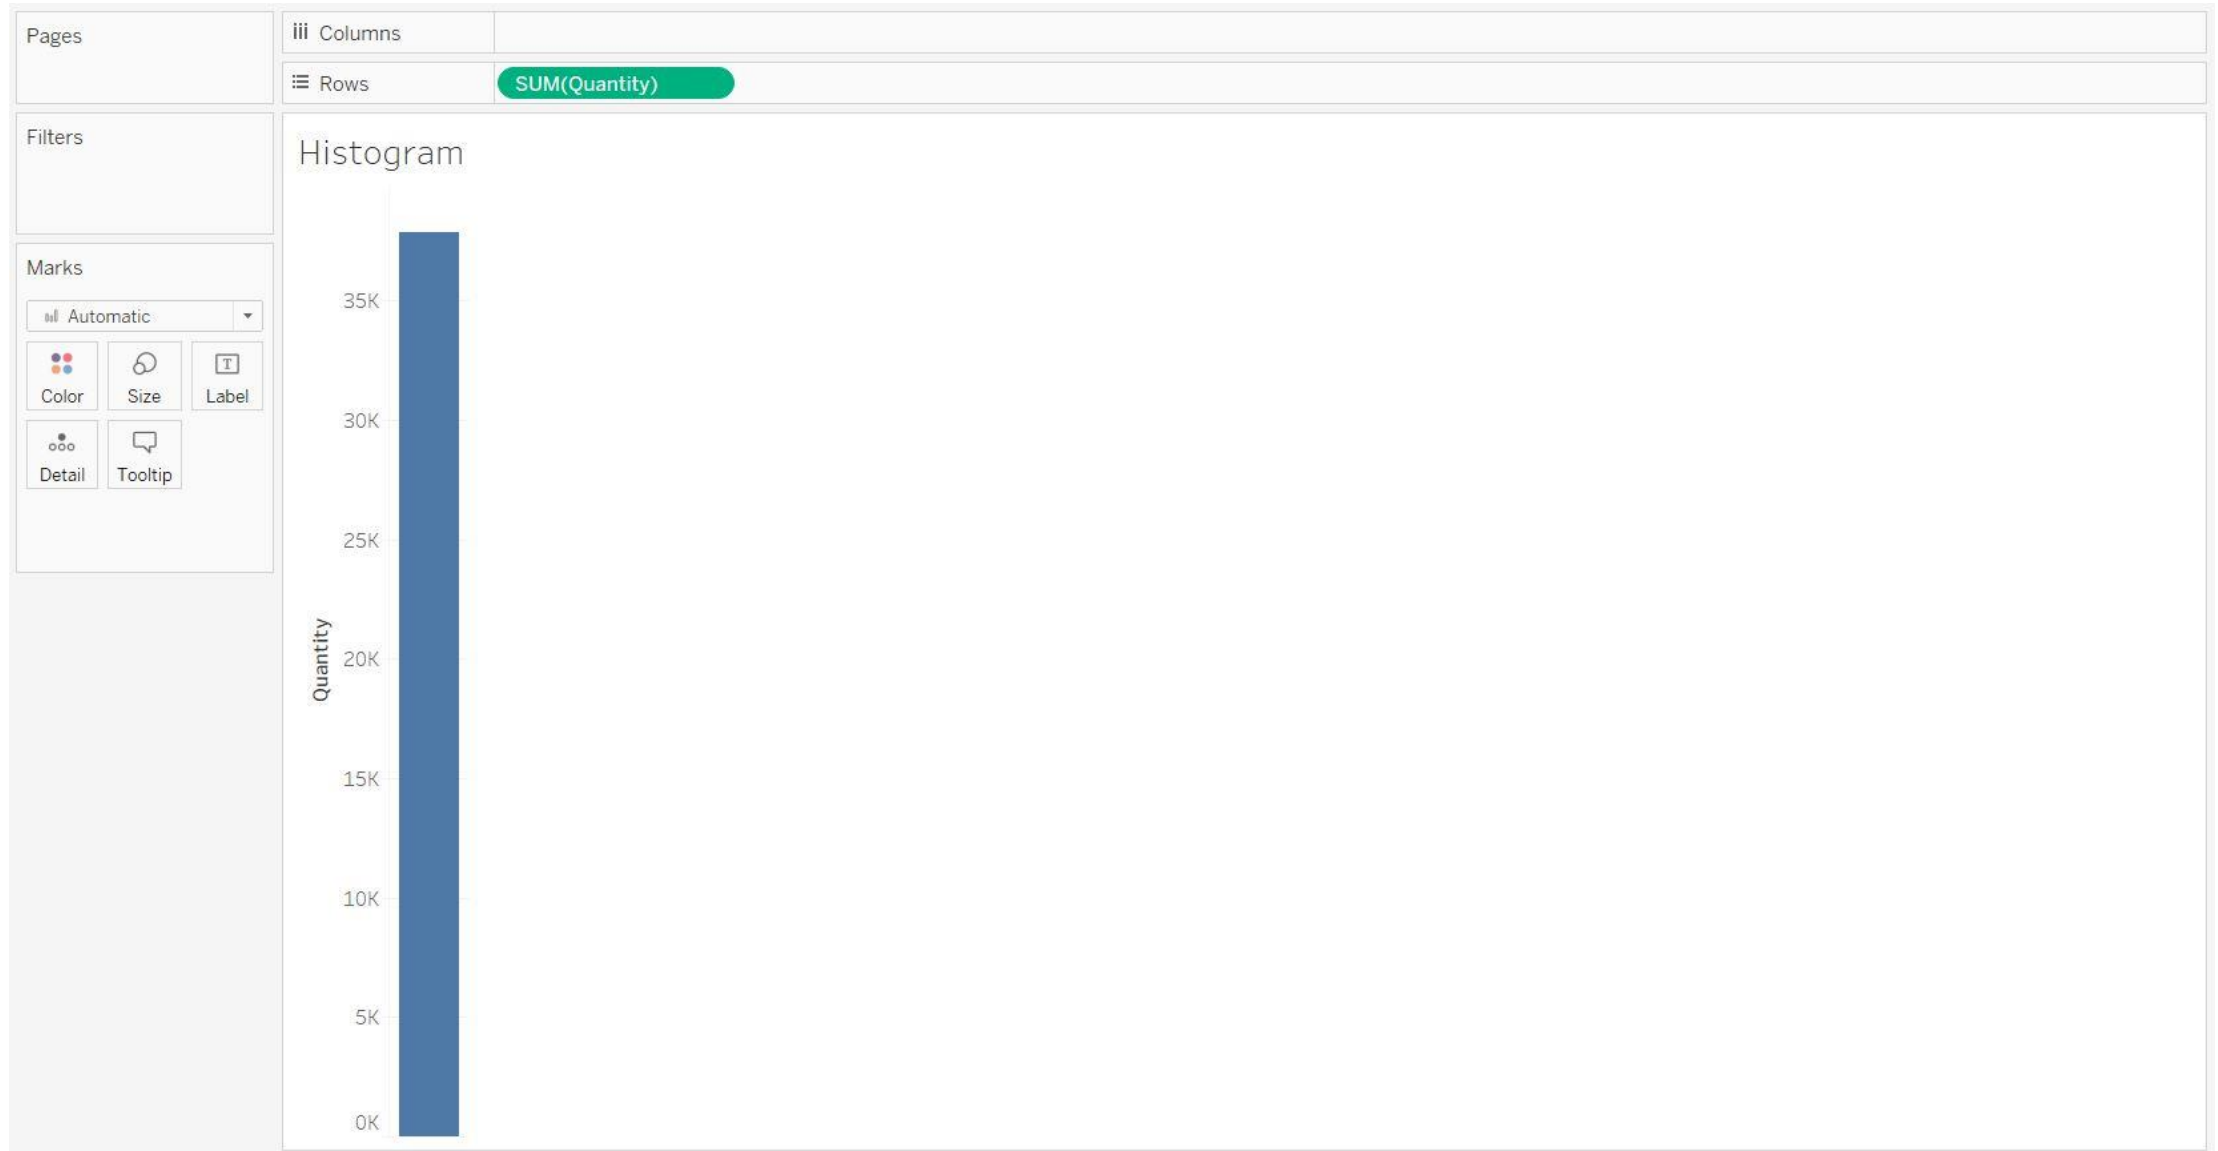 Pages
Columns
Rows
SUM(Quantity)
Filters
Marks
Automatic
Color
Size
Label
Detail
Tooltip
Histogram
Quantity
35K
30K
25K
20K
15K
10K
5K
0K